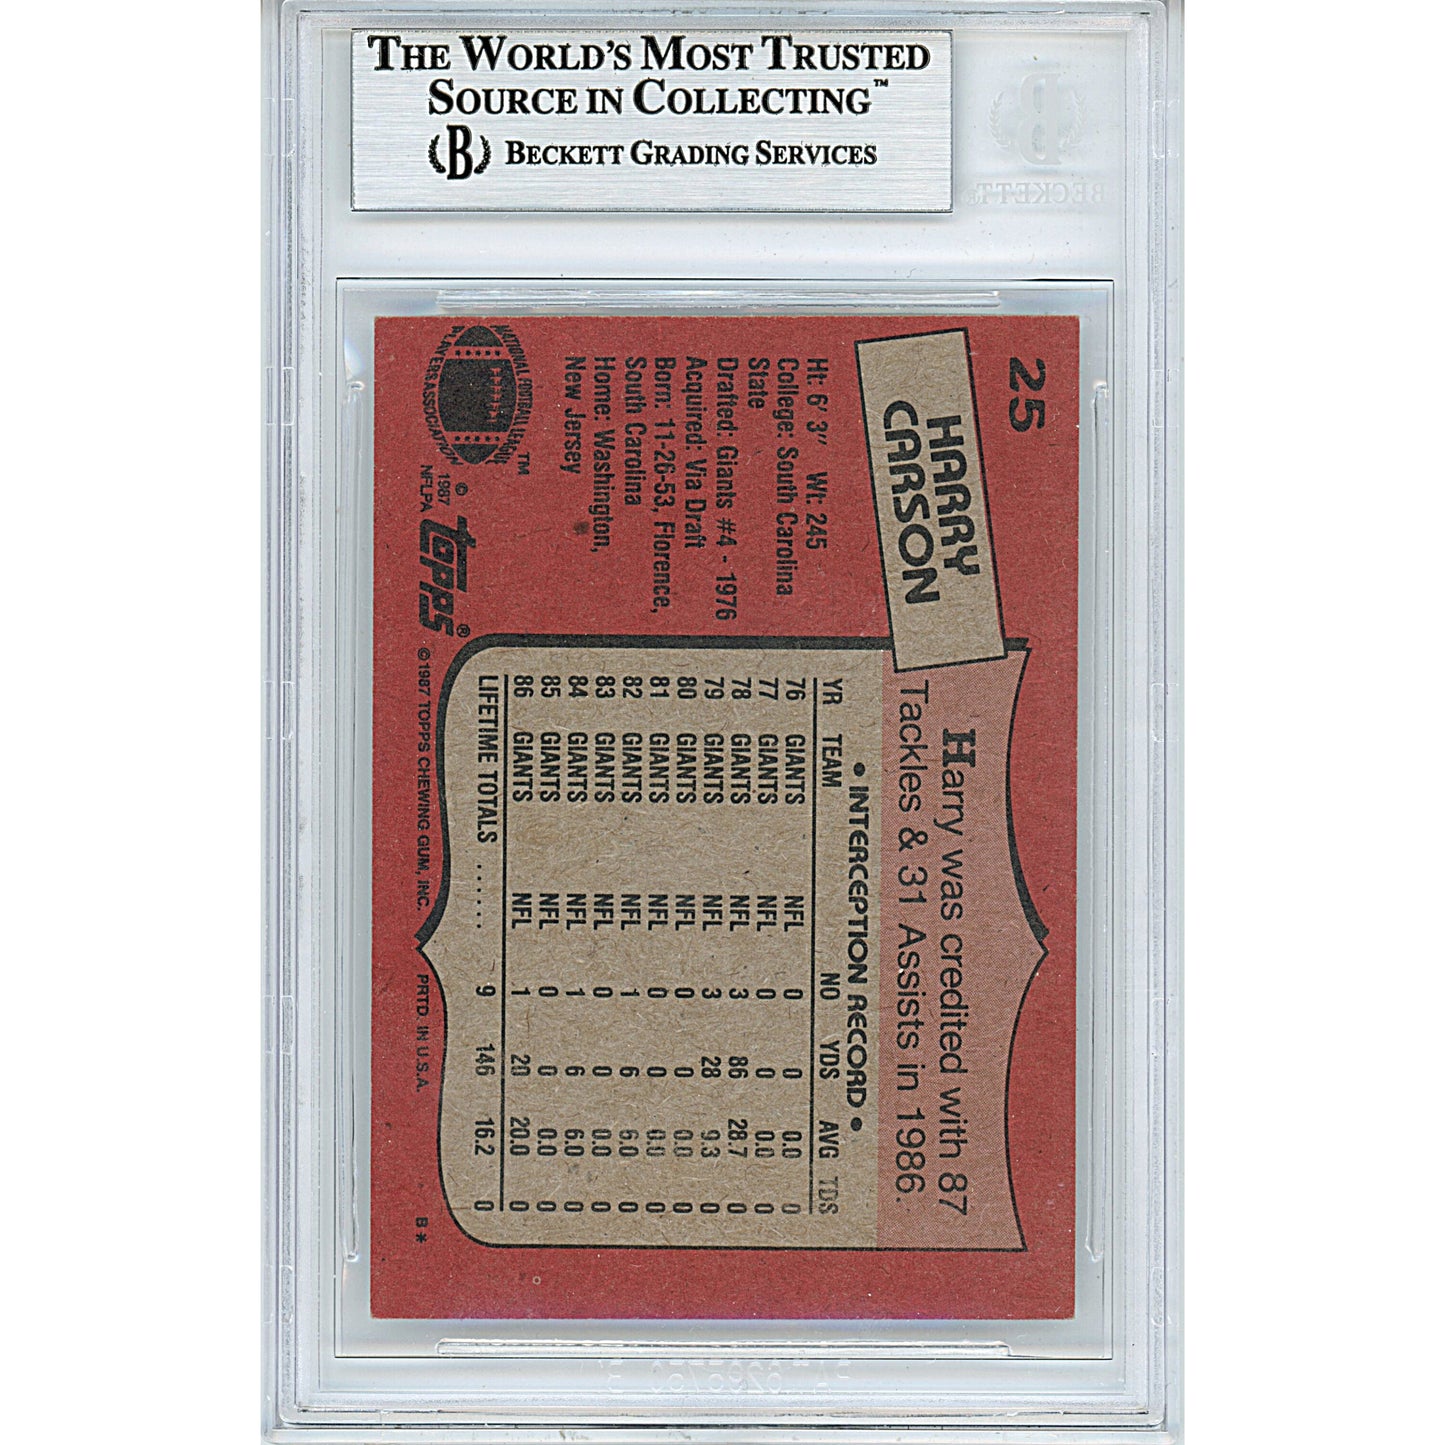 THE WORLD'S MOST TRUSTED
SOURCE IN COLLECTING™
B BECKETT GRADING SERVICES
BECKETT
25
HARRY
CARSON
Ht: 6' 3" Wt: 245
College: South Carolina
State
Drafted: Giants #4 - 1976
Acquired: Via Draft
Born: 11-26-53, Florence,
South Carolina
Home: Washington,
New Jersey
NATIONAL FOOTBALL LEAGUE
PLAYERS ASSOCIATION
™
©
1987
NFLPA
topps®
Harry was credited with 87
Tackles & 31 Assists in 1986.
• INTERCEPTION RECORD •
YR TEAM NO YDS AVG TDS
76 GIANTS NFL 0 0 0.0 0
77 GIANTS NFL 0 0 0.0 0
78 GIANTS NFL 3 86 28.7 0
79 GIANTS NFL 3 28 9.3 0
80 GIANTS NFL 0 0 0.0 0
81 GIANTS NFL 0 0 0.0 0
82 GIANTS NFL 1 6 6.0 0
83 GIANTS NFL 0 0 0.0 0
84 GIANTS NFL 1 6 6.0 0
85 GIANTS NFL 0 0 0.0 0
86 GIANTS NFL 1 20 20.0 0
LIFETIME TOTALS ...... 9 146 16.2 0
©1987 TOPPS CHEWING GUM, INC. PRTD. IN U.S.A. B*